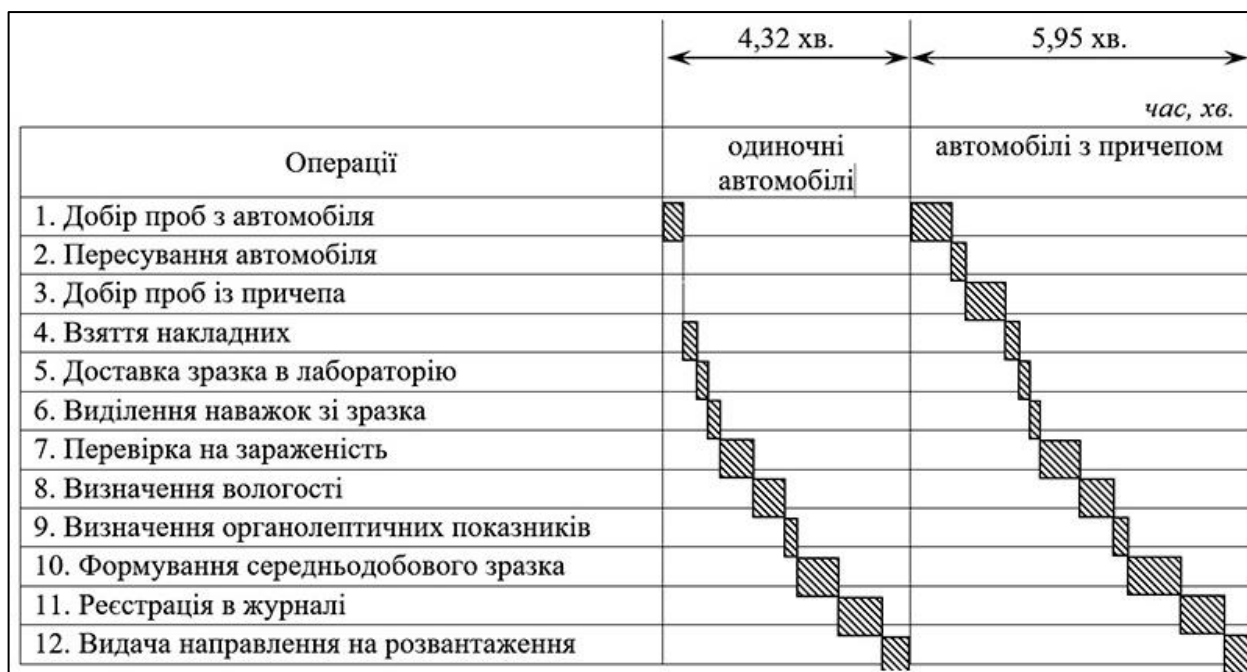 4,32 хв.
5,95 хв.
час, хв.
Операції
одиночні
автомобілі
автомобілі з причепом
1. Добір проб з автомобіля
2. Пересування автомобіля
3. Добір проб із причепа
4. Взяття накладних
5. Доставка зразка в лабораторію
6. Виділення наважок зі зразка
7. Перевірка на зараженість
8. Визначення вологості
9. Визначення органолептичних показників
10. Формування середньодобового зразка
11. Реєстрація в журналі
12. Видача направлення на розвантаження